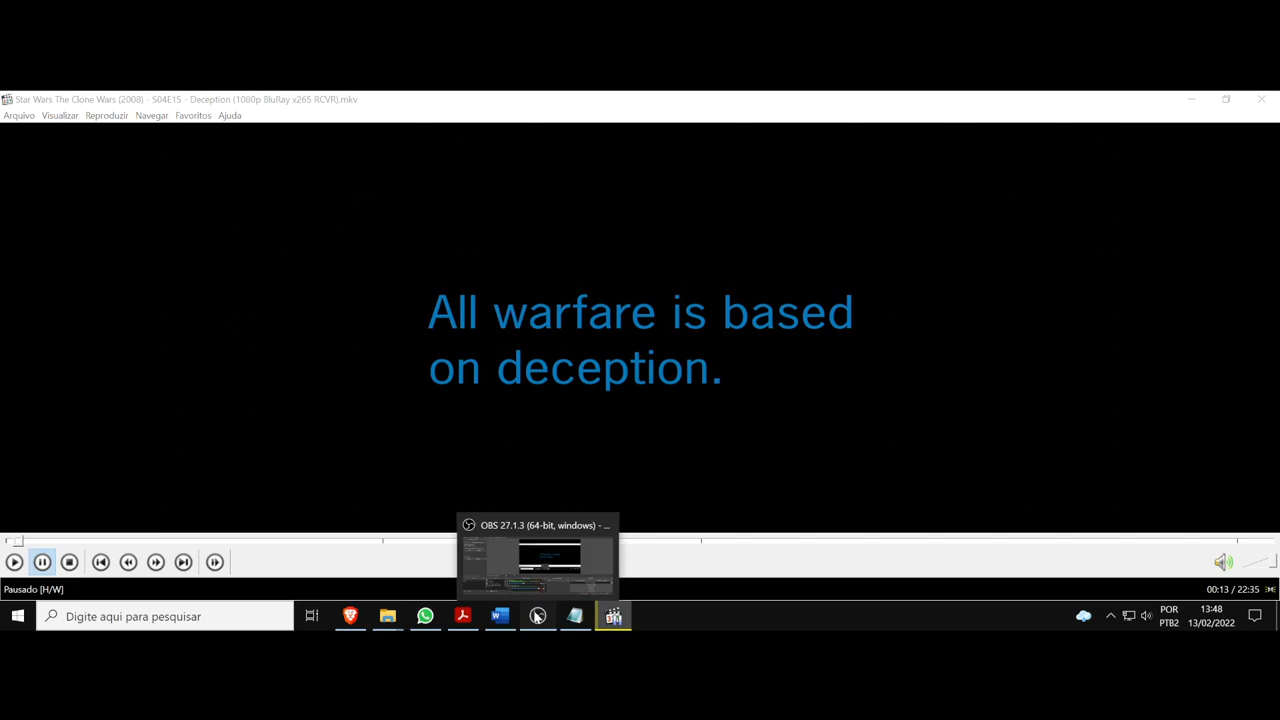 Star Wars The Clone Wars (2008) - S04E15 - Deception (1080p BluRay x265 RCVR).mkv
Arquivo Visualizar Reproduzir Navegar Favoritos Ajuda
All warfare is based
on deception.
OBS 27.1.3 (64-bit, windows) - ...
Pausado [H/W]
00:13 / 22:35
Digite aqui para pesquisar
POR
PTB2
13:48
13/02/2022